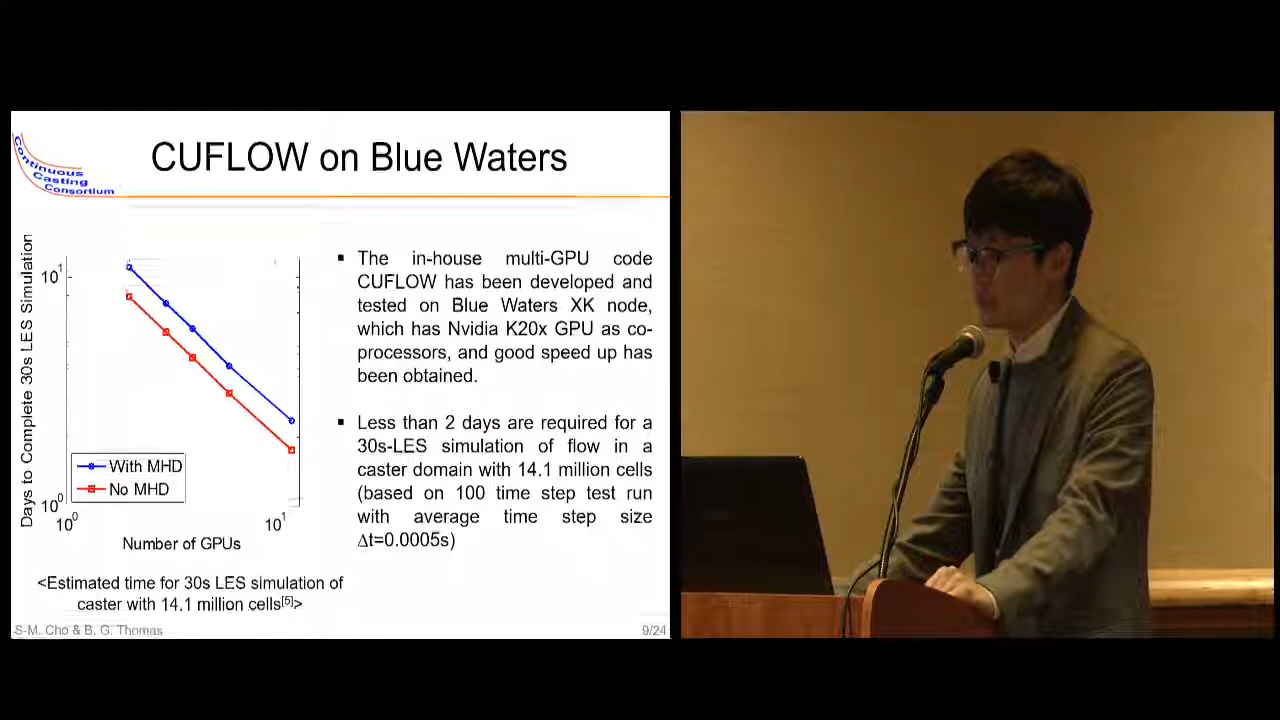 CUFLOW on Blue Waters
Continuous
Casting
Consortium
Days to Complete 30s LES Simulation
10¹
10⁰
With MHD
No MHD
10⁰
10¹
Number of GPUs
<Estimated time for 30s LES simulation of
caster with 14.1 million cells[5]>
▪ The in-house multi-GPU code
CUFLOW has been developed and
tested on Blue Waters XK node,
which has Nvidia K20x GPU as co-
processors, and good speed up has
been obtained.
▪ Less than 2 days are required for a
30s-LES simulation of flow in a
caster domain with 14.1 million cells
(based on 100 time step test run
with average time step size
Δt=0.0005s)
S-M. Cho & B. G. Thomas
9/24